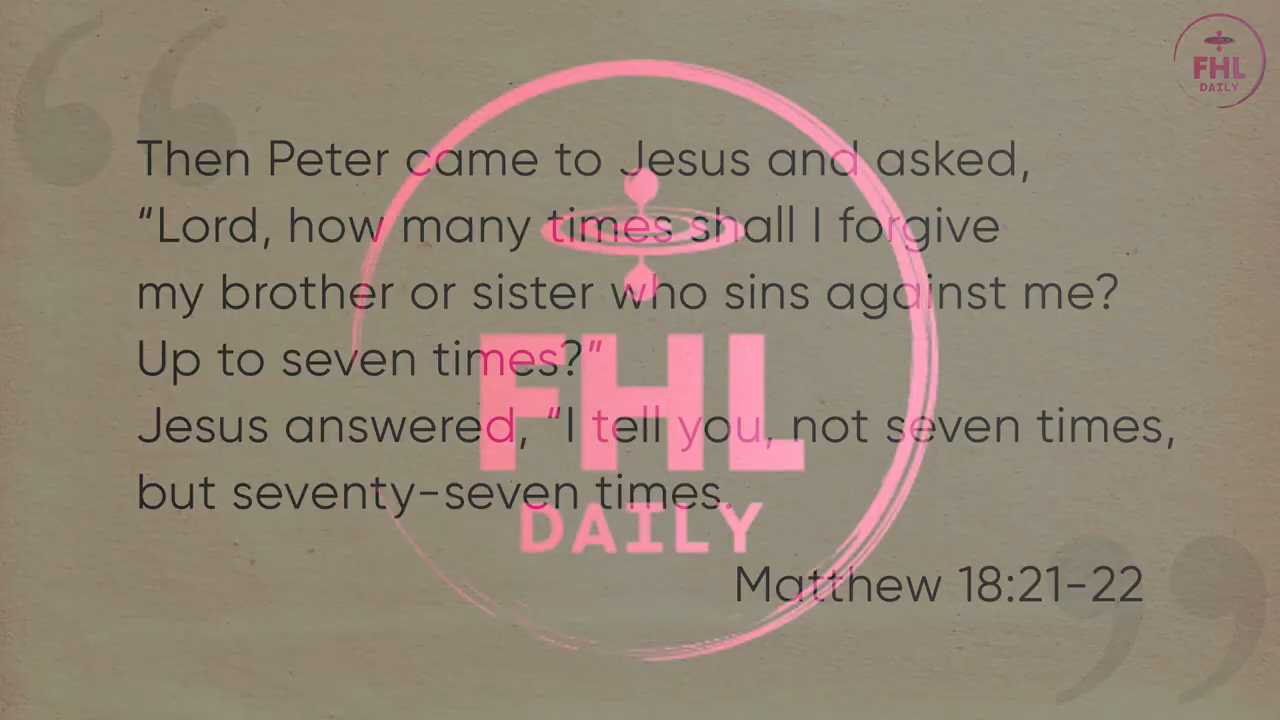 FHL
DAILY
Then Peter came to Jesus and asked,
“Lord, how many times shall I forgive
my brother or sister who sins against me?
Up to seven times?”
Jesus answered, “I tell you, not seven times,
but seventy-seven times.
Matthew 18:21-22
FHL
DAILY